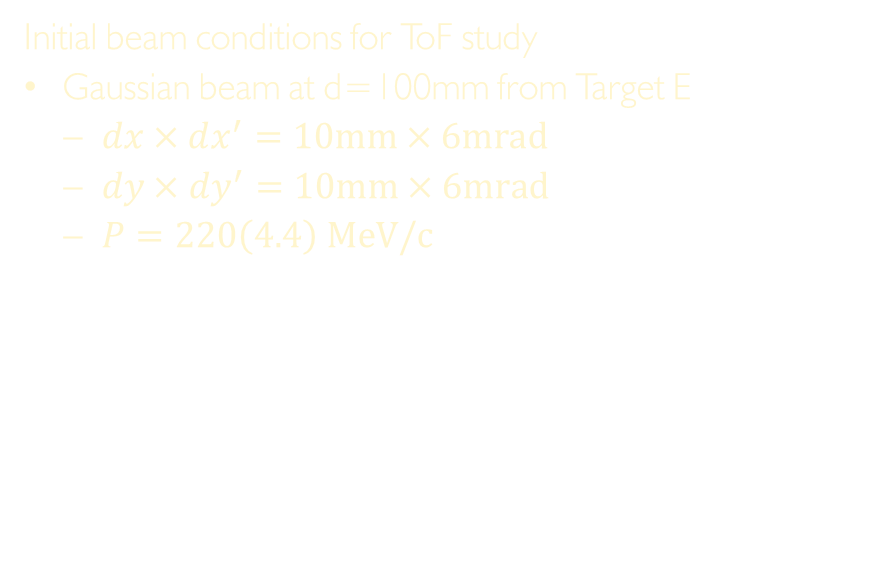 Initial beam conditions for ToF study
• Gaussian beam at d=100mm from Target E
– dx × dx′ = 10mm × 6mrad
– dy × dy′ = 10mm × 6mrad
– P = 220(4.4) MeV/c